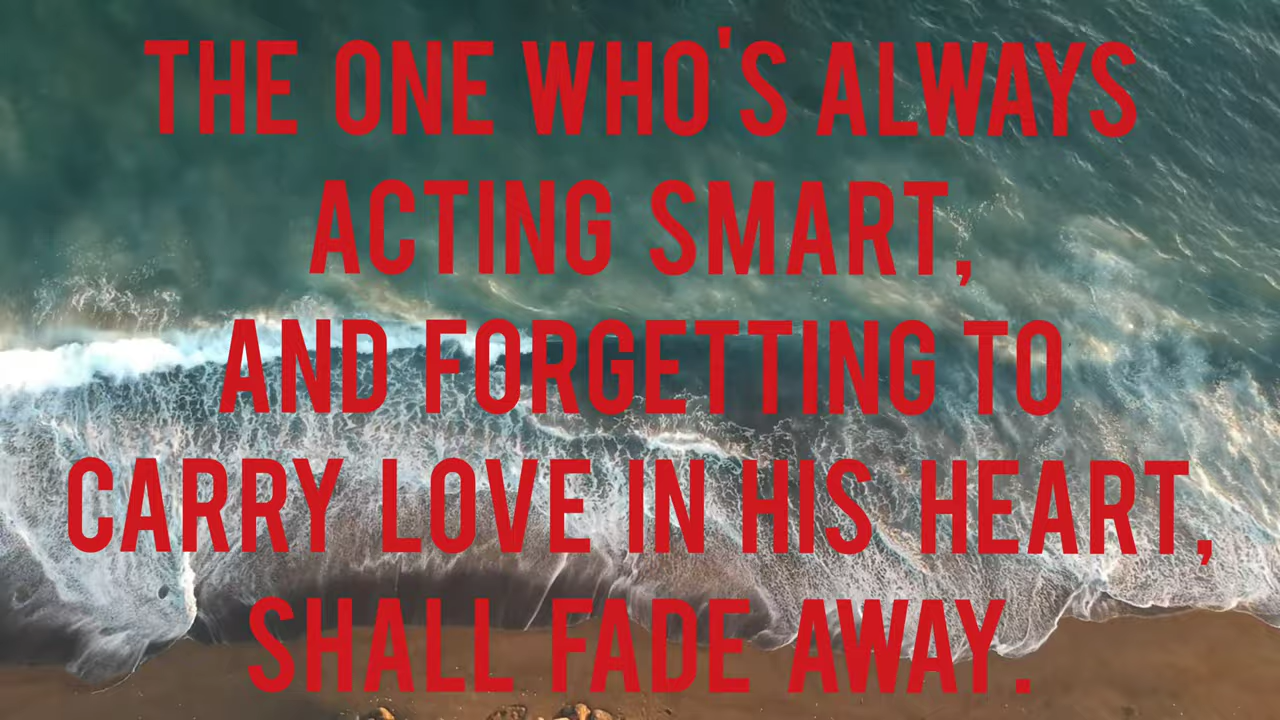 THE ONE WHO'S ALWAYS
ACTING SMART,
AND FORGETTING TO
CARRY LOVE IN HIS HEART,
SHALL FADE AWAY.